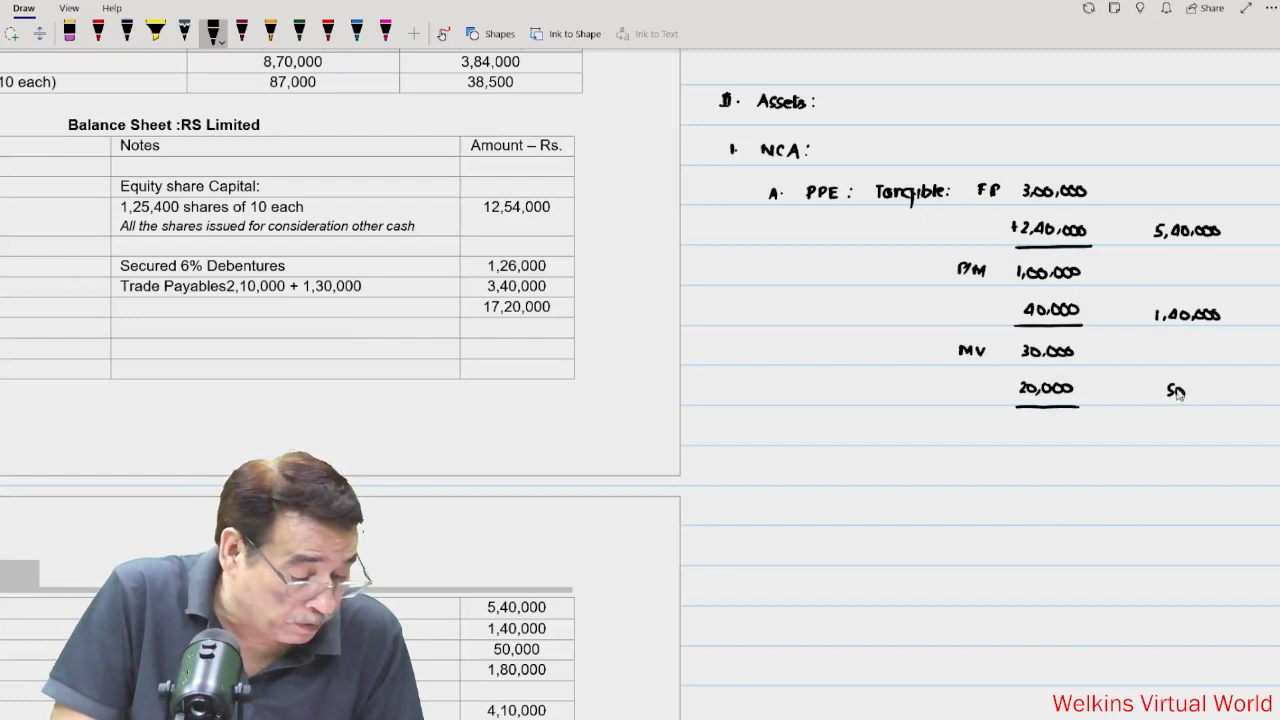 Draw View Help Share
Shapes Ink to Shape Ink to Text
8,70,000 3,84,000
10 each) 87,000 38,500
Balance Sheet :RS Limited
Notes Amount – Rs.
Equity share Capital:
1,25,400 shares of 10 each 12,54,000
All the shares issued for consideration other cash
Secured 6% Debentures 1,26,000
Trade Payables2,10,000 + 1,30,000 3,40,000
17,20,000
5,40,000
1,40,000
50,000
1,80,000
4,10,000
II. Assets:
1. NCA:
A. PPE: Tangible: FP 3,00,000
+2,40,000 5,40,000
P/M 1,00,000
40,000 1,40,000
MV 30,000
20,000 50
Welkins Virtual World